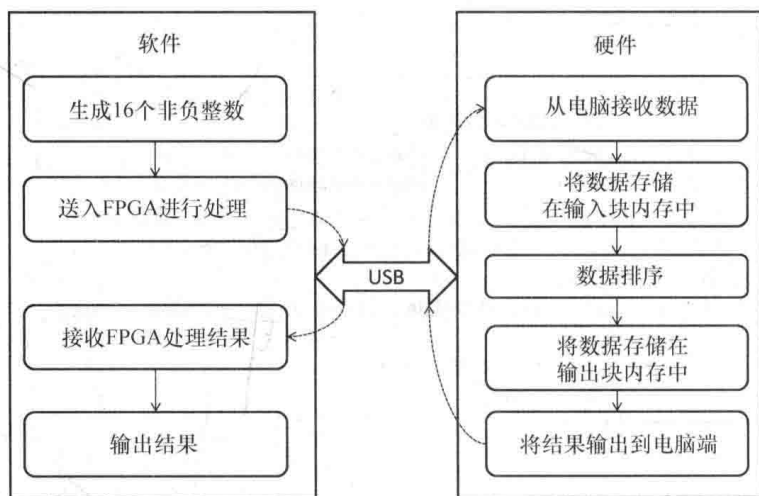 软件
生成16个非负整数
送入FPGA进行处理
接收FPGA处理结果
输出结果
USB
硬件
从电脑接收数据
将数据存储
在输入块内存中
数据排序
将数据存储在
输出块内存中
将结果输出到电脑端